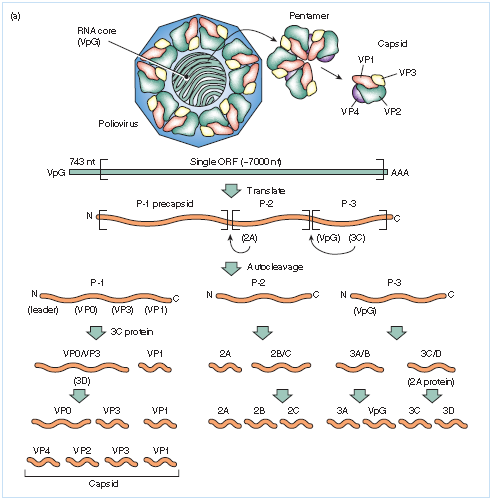 (a)
RNA core
(VpG)
Pentamer
Capsid
VP1
VP3
VP4
VP2
Poliovirus
743 nt
Single ORF (~7000 nt)
VpG
AAA
Translate
P-1 precapsid
P-2
P-3
N
C
(2A)
(VpG)
(3C)
Autocleavage
P-1
P-2
P-3
N
C
N
C
N
C
(leader)
(VP0)
(VP3)
(VP1)
(VpG)
3C protein
VP0/VP3
VP1
2A
2B/C
3A/B
3C/D
(3D)
(2A protein)
VP0
VP3
VP1
2A
2B
2C
3A
VpG
3C
3D
VP4
VP2
VP3
VP1
Capsid